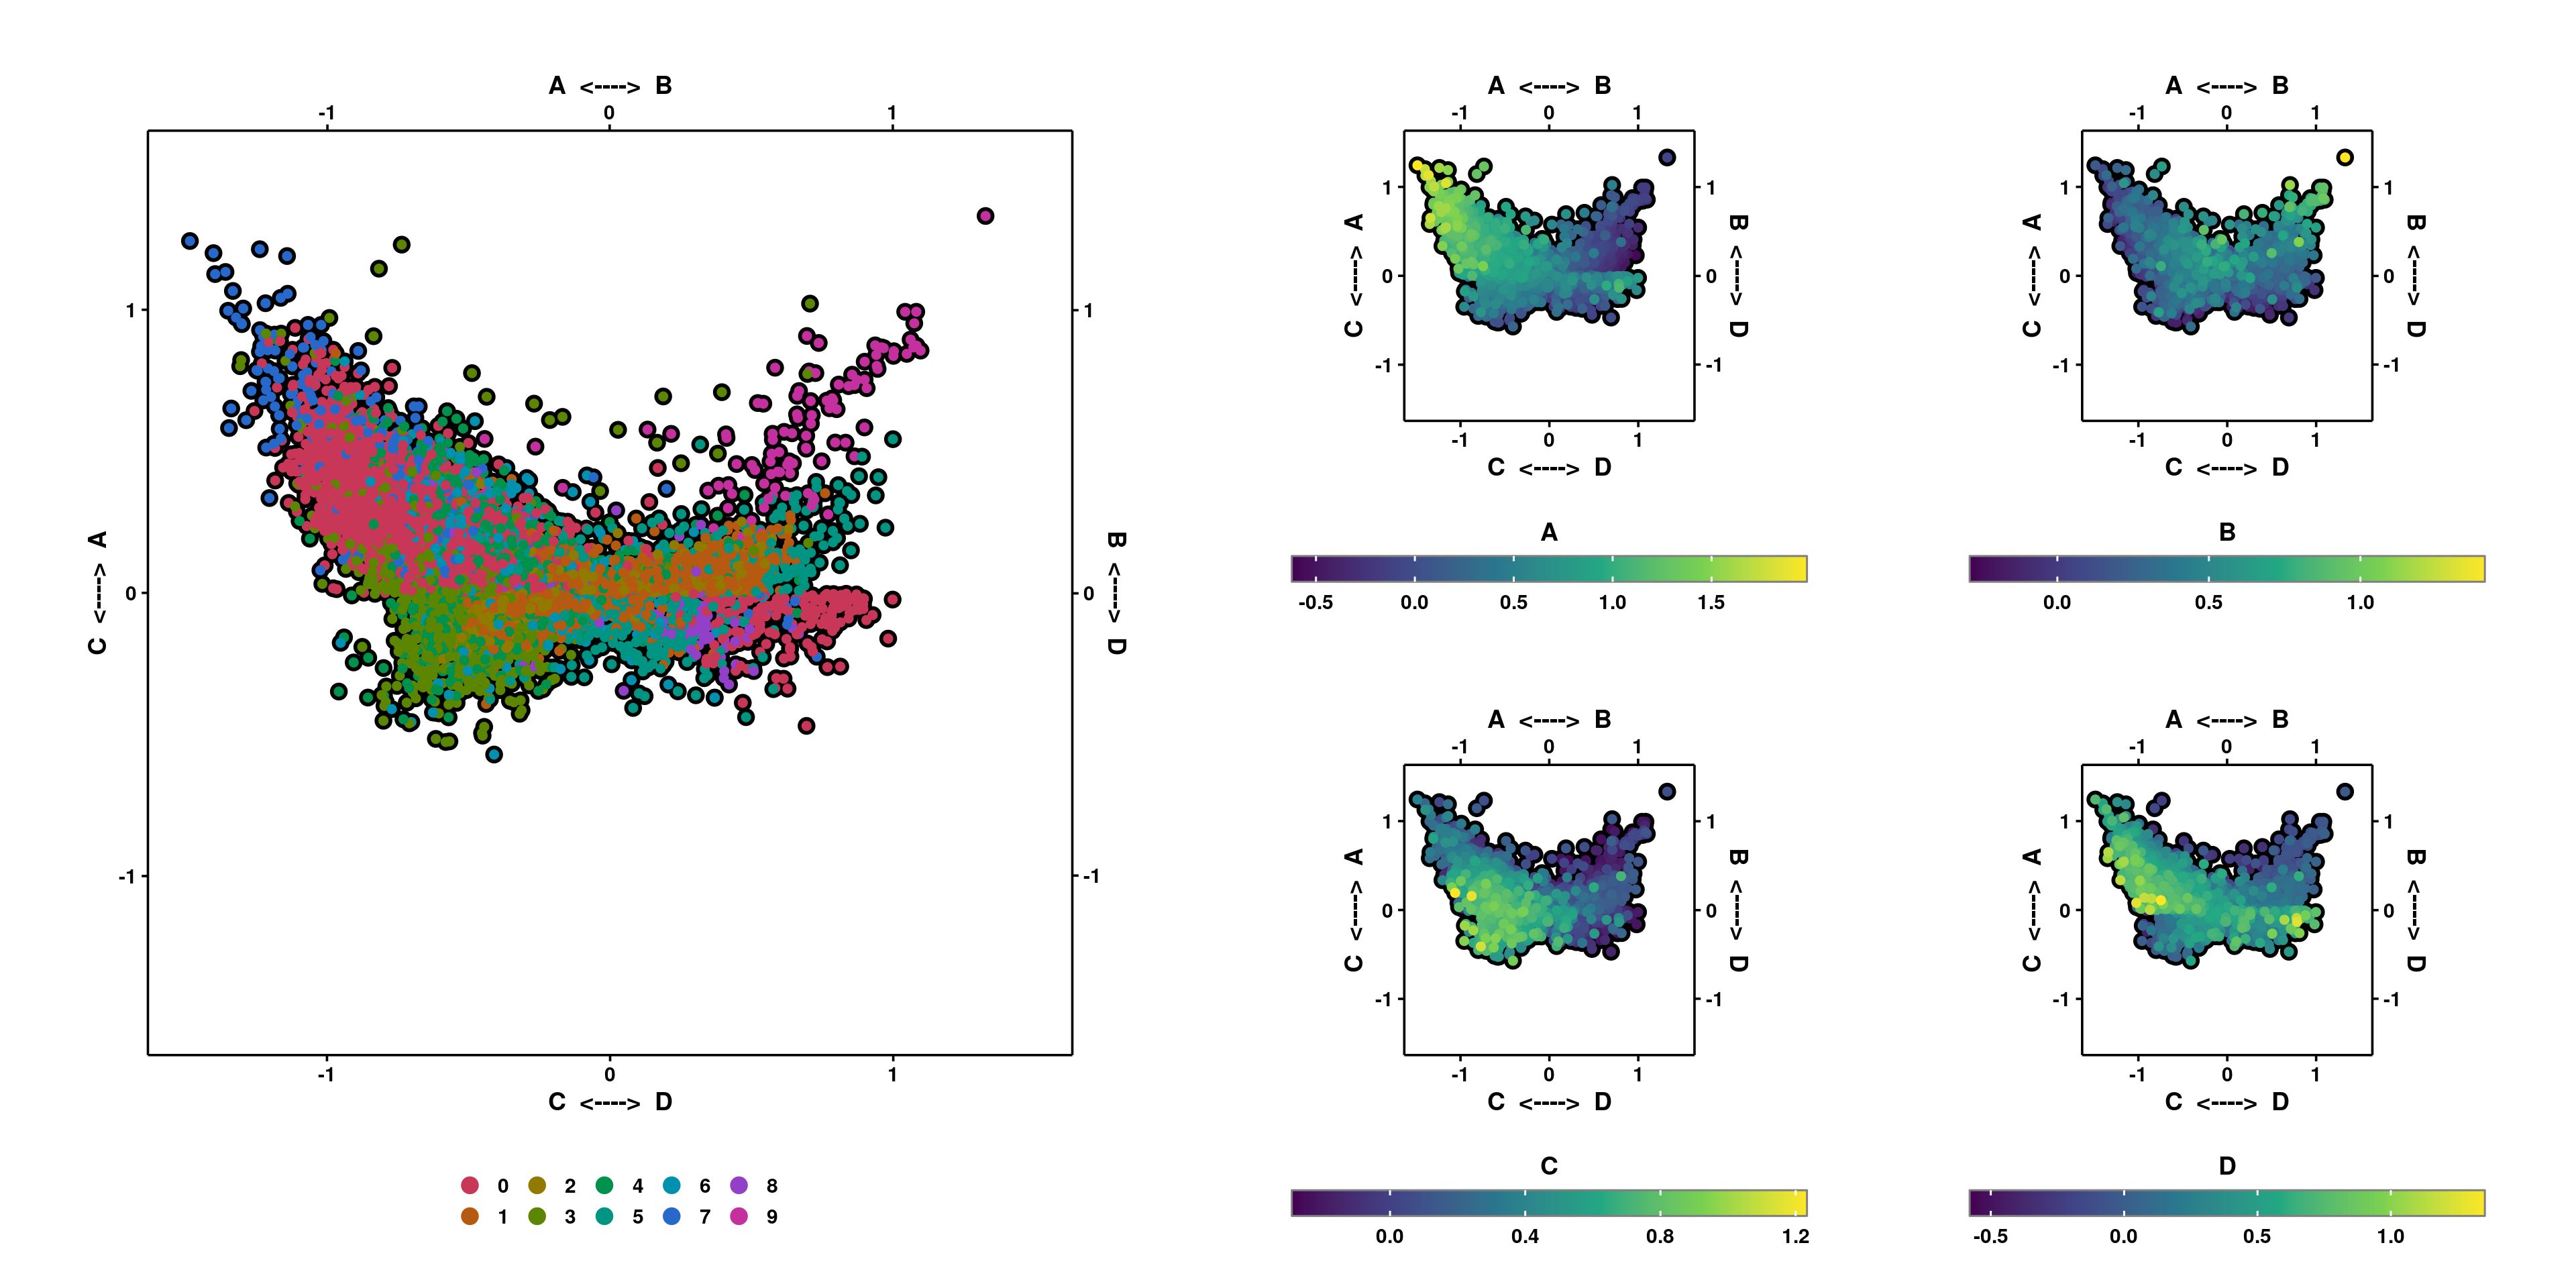 A <----> B
-1 0 1
C <----> A
1
0
-1
1
0
-1
B <----> D
-1 0 1
C <----> D
0 2 4 6 8
1 3 5 7 9
A <----> B
-1 0 1
C <----> A
1
0
-1
1
0
-1
B <----> D
-1 0 1
C <----> D
A
-0.5 0.0 0.5 1.0 1.5
A <----> B
-1 0 1
C <----> A
1
0
-1
1
0
-1
B <----> D
-1 0 1
C <----> D
B
0.0 0.5 1.0
A <----> B
-1 0 1
C <----> A
1
0
-1
1
0
-1
B <----> D
-1 0 1
C <----> D
C
0.0 0.4 0.8 1.2
A <----> B
-1 0 1
C <----> A
1
0
-1
1
0
-1
B <----> D
-1 0 1
C <----> D
D
-0.5 0.0 0.5 1.0